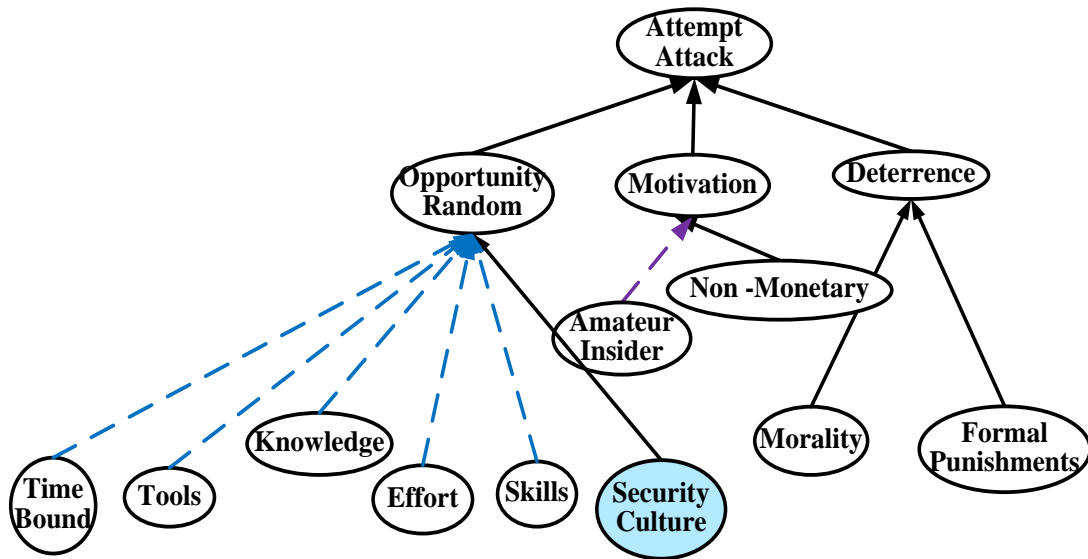 Attempt
Attack
Opportunity
Random
Motivation
Deterrence
Non -Monetary
Amateur
Insider
Knowledge
Morality
Formal
Punishments
Time
Bound
Tools
Effort
Skills
Security
Culture